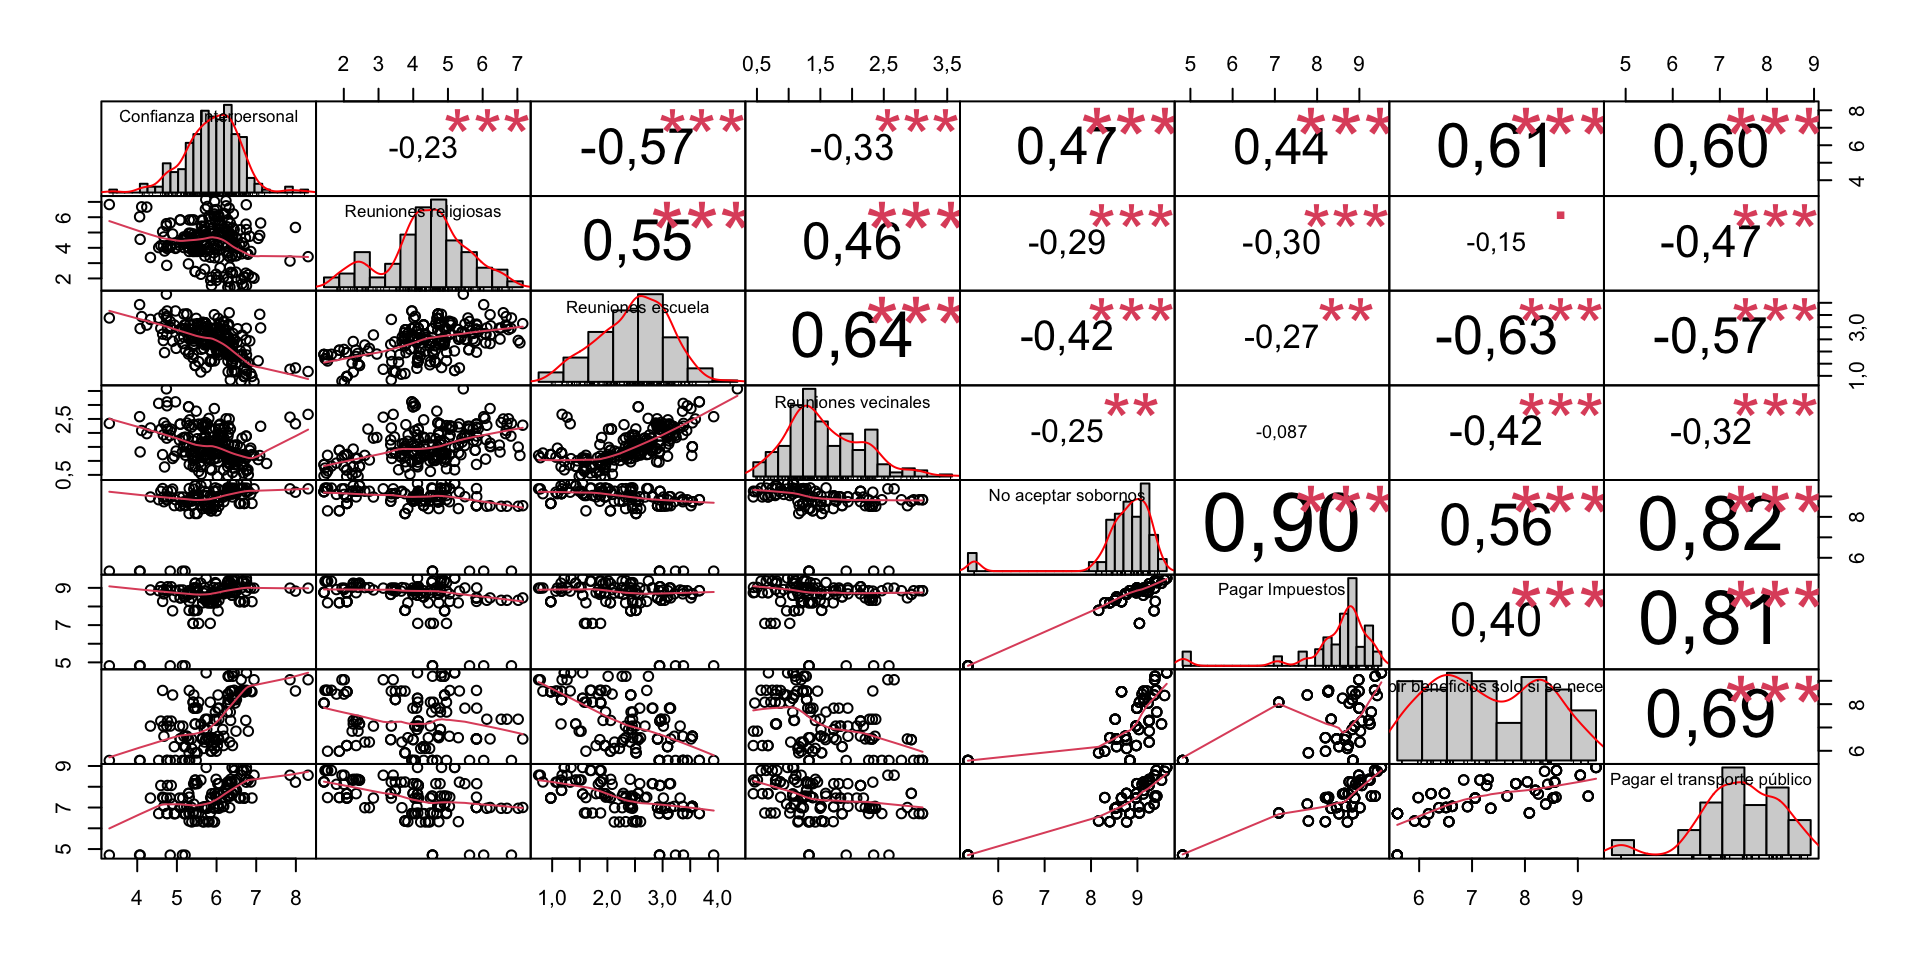 2 3 4 5 6 7 0,5 1,5 2,5 3,5 5 6 7 8 9 5 6 7 8 9
Confianza Interpersonal -0,23 *** -0,57 *** -0,33 *** 0,47 *** 0,44 *** 0,61 *** 0,60 *** 4 6 8
2 4 6 Reuniones religiosas 0,55 *** 0,46 *** -0,29 *** -0,30 *** -0,15 . -0,47 ***
Reuniones escuela 0,64 *** -0,42 *** -0,27 ** -0,63 *** -0,57 *** 1,0 3,0
0,5 2,5 Reuniones vecinales -0,25 ** -0,087 -0,42 *** -0,32 ***
No aceptar sobornos 0,90 *** 0,56 *** 0,82 *** 6 8
5 7 9 Pagar Impuestos 0,40 *** 0,81 ***
bir beneficios solo si se nece 0,69 *** 6 8
5 7 9 Pagar el transporte público
4 5 6 7 8 1,0 2,0 3,0 4,0 6 7 8 9 6 7 8 9